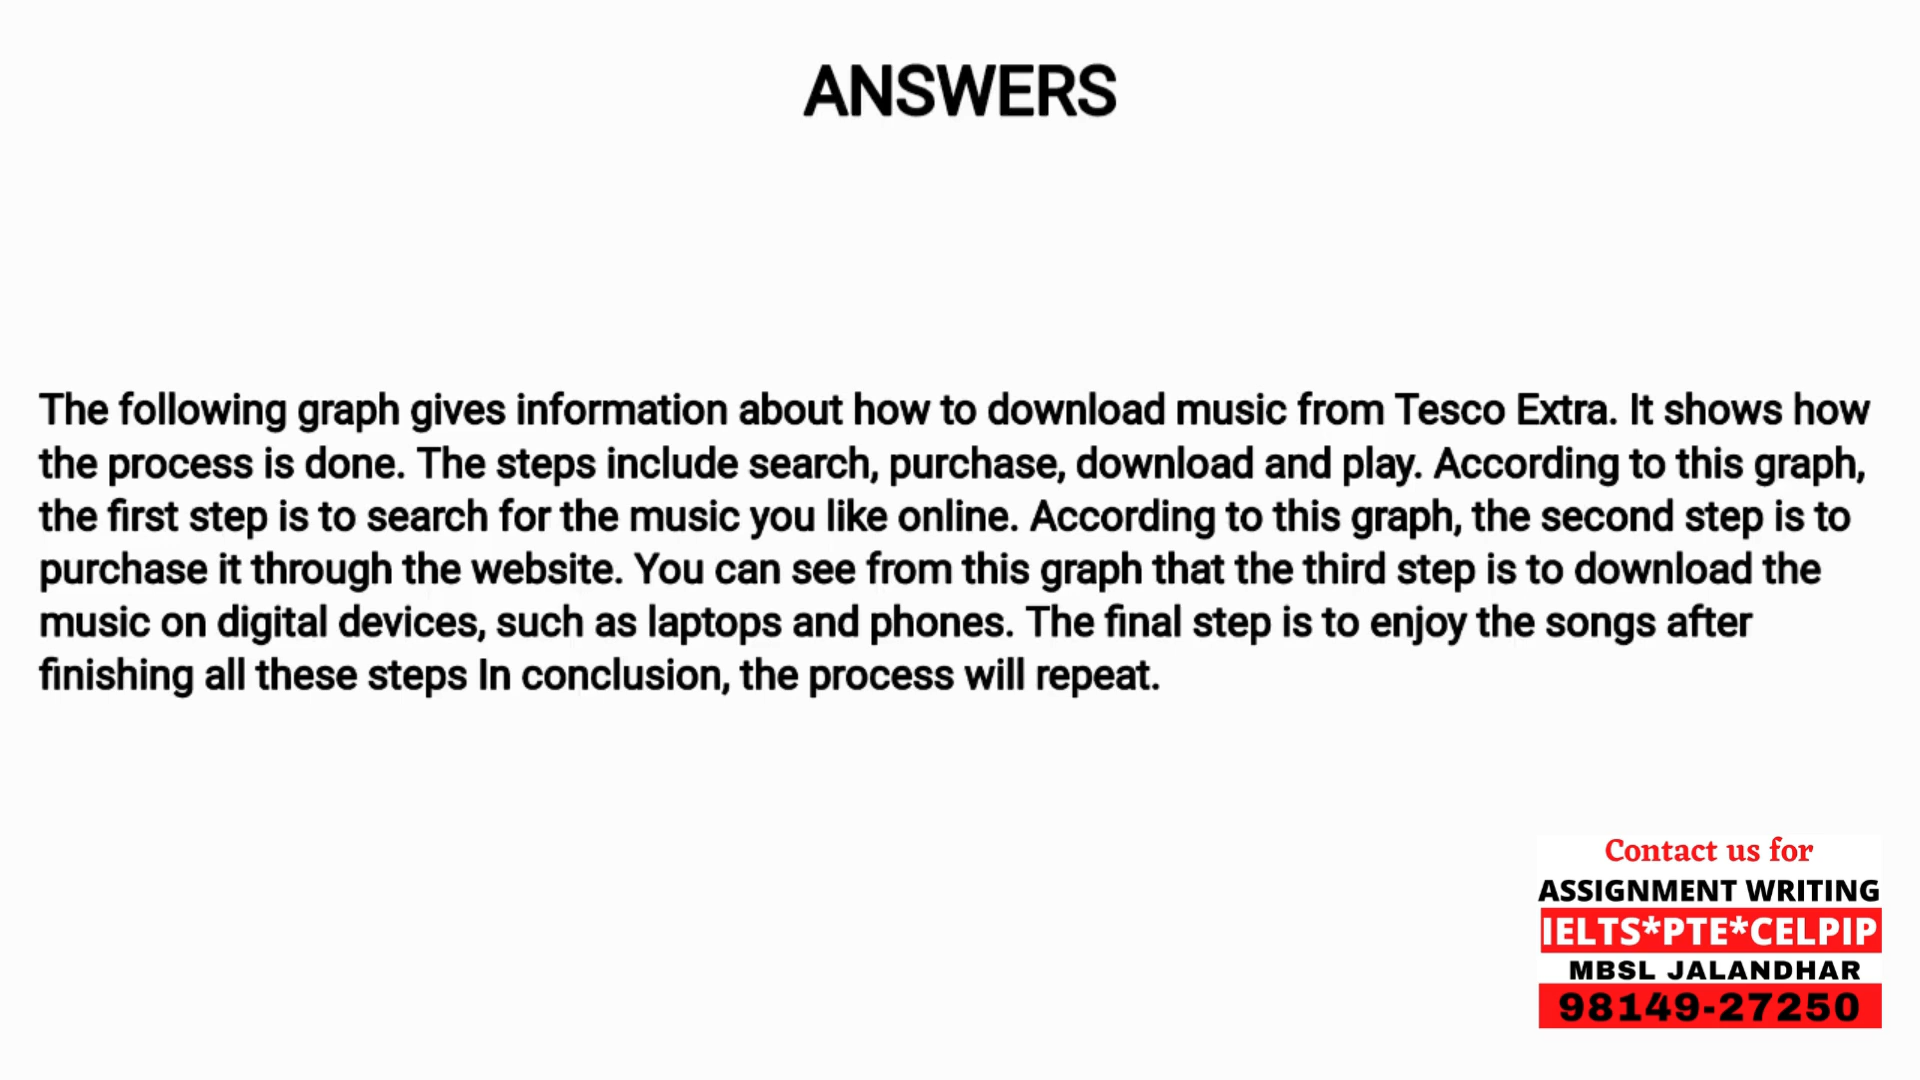 ANSWERS
The following graph gives information about how to download music from Tesco Extra. It shows how
the process is done. The steps include search, purchase, download and play. According to this graph,
the first step is to search for the music you like online. According to this graph, the second step is to
purchase it through the website. You can see from this graph that the third step is to download the
music on digital devices, such as laptops and phones. The final step is to enjoy the songs after
finishing all these steps In conclusion, the process will repeat.
Contact us for
ASSIGNMENT WRITING
IELTS*PTE*CELPIP
MBSL JALANDHAR
98149-27250